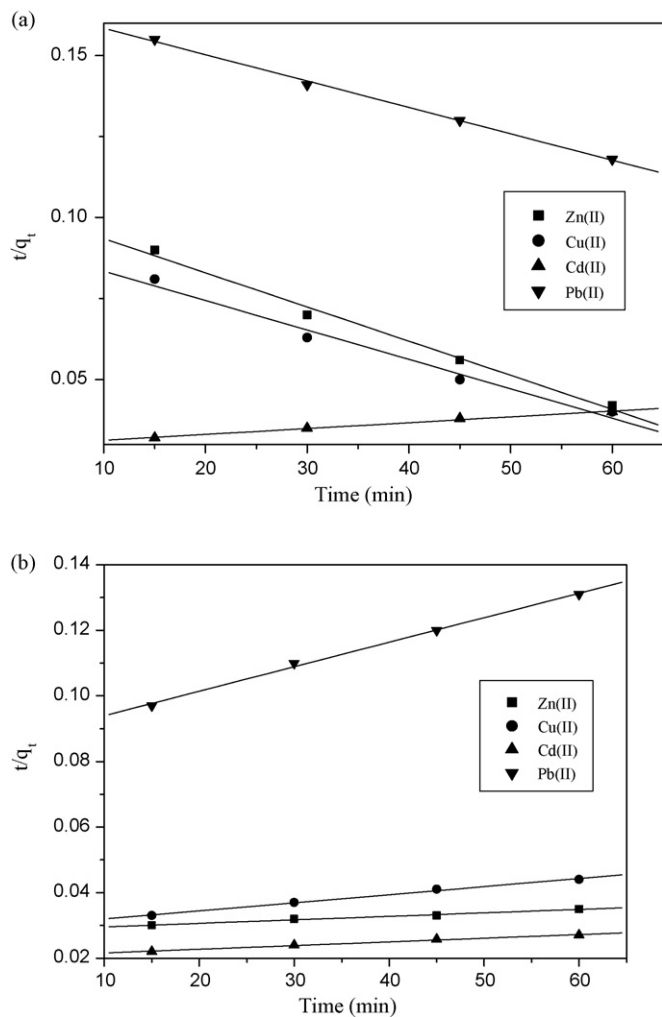 (a)
0.15
0.10
0.05
t/qt
Zn(II)
Cu(II)
Cd(II)
Pb(II)
10 20 30 40 50 60
Time (min)
(b)
0.14
0.12
0.10
0.08
0.06
0.04
0.02
t/qt
Zn(II)
Cu(II)
Cd(II)
Pb(II)
10 20 30 40 50 60
Time (min)